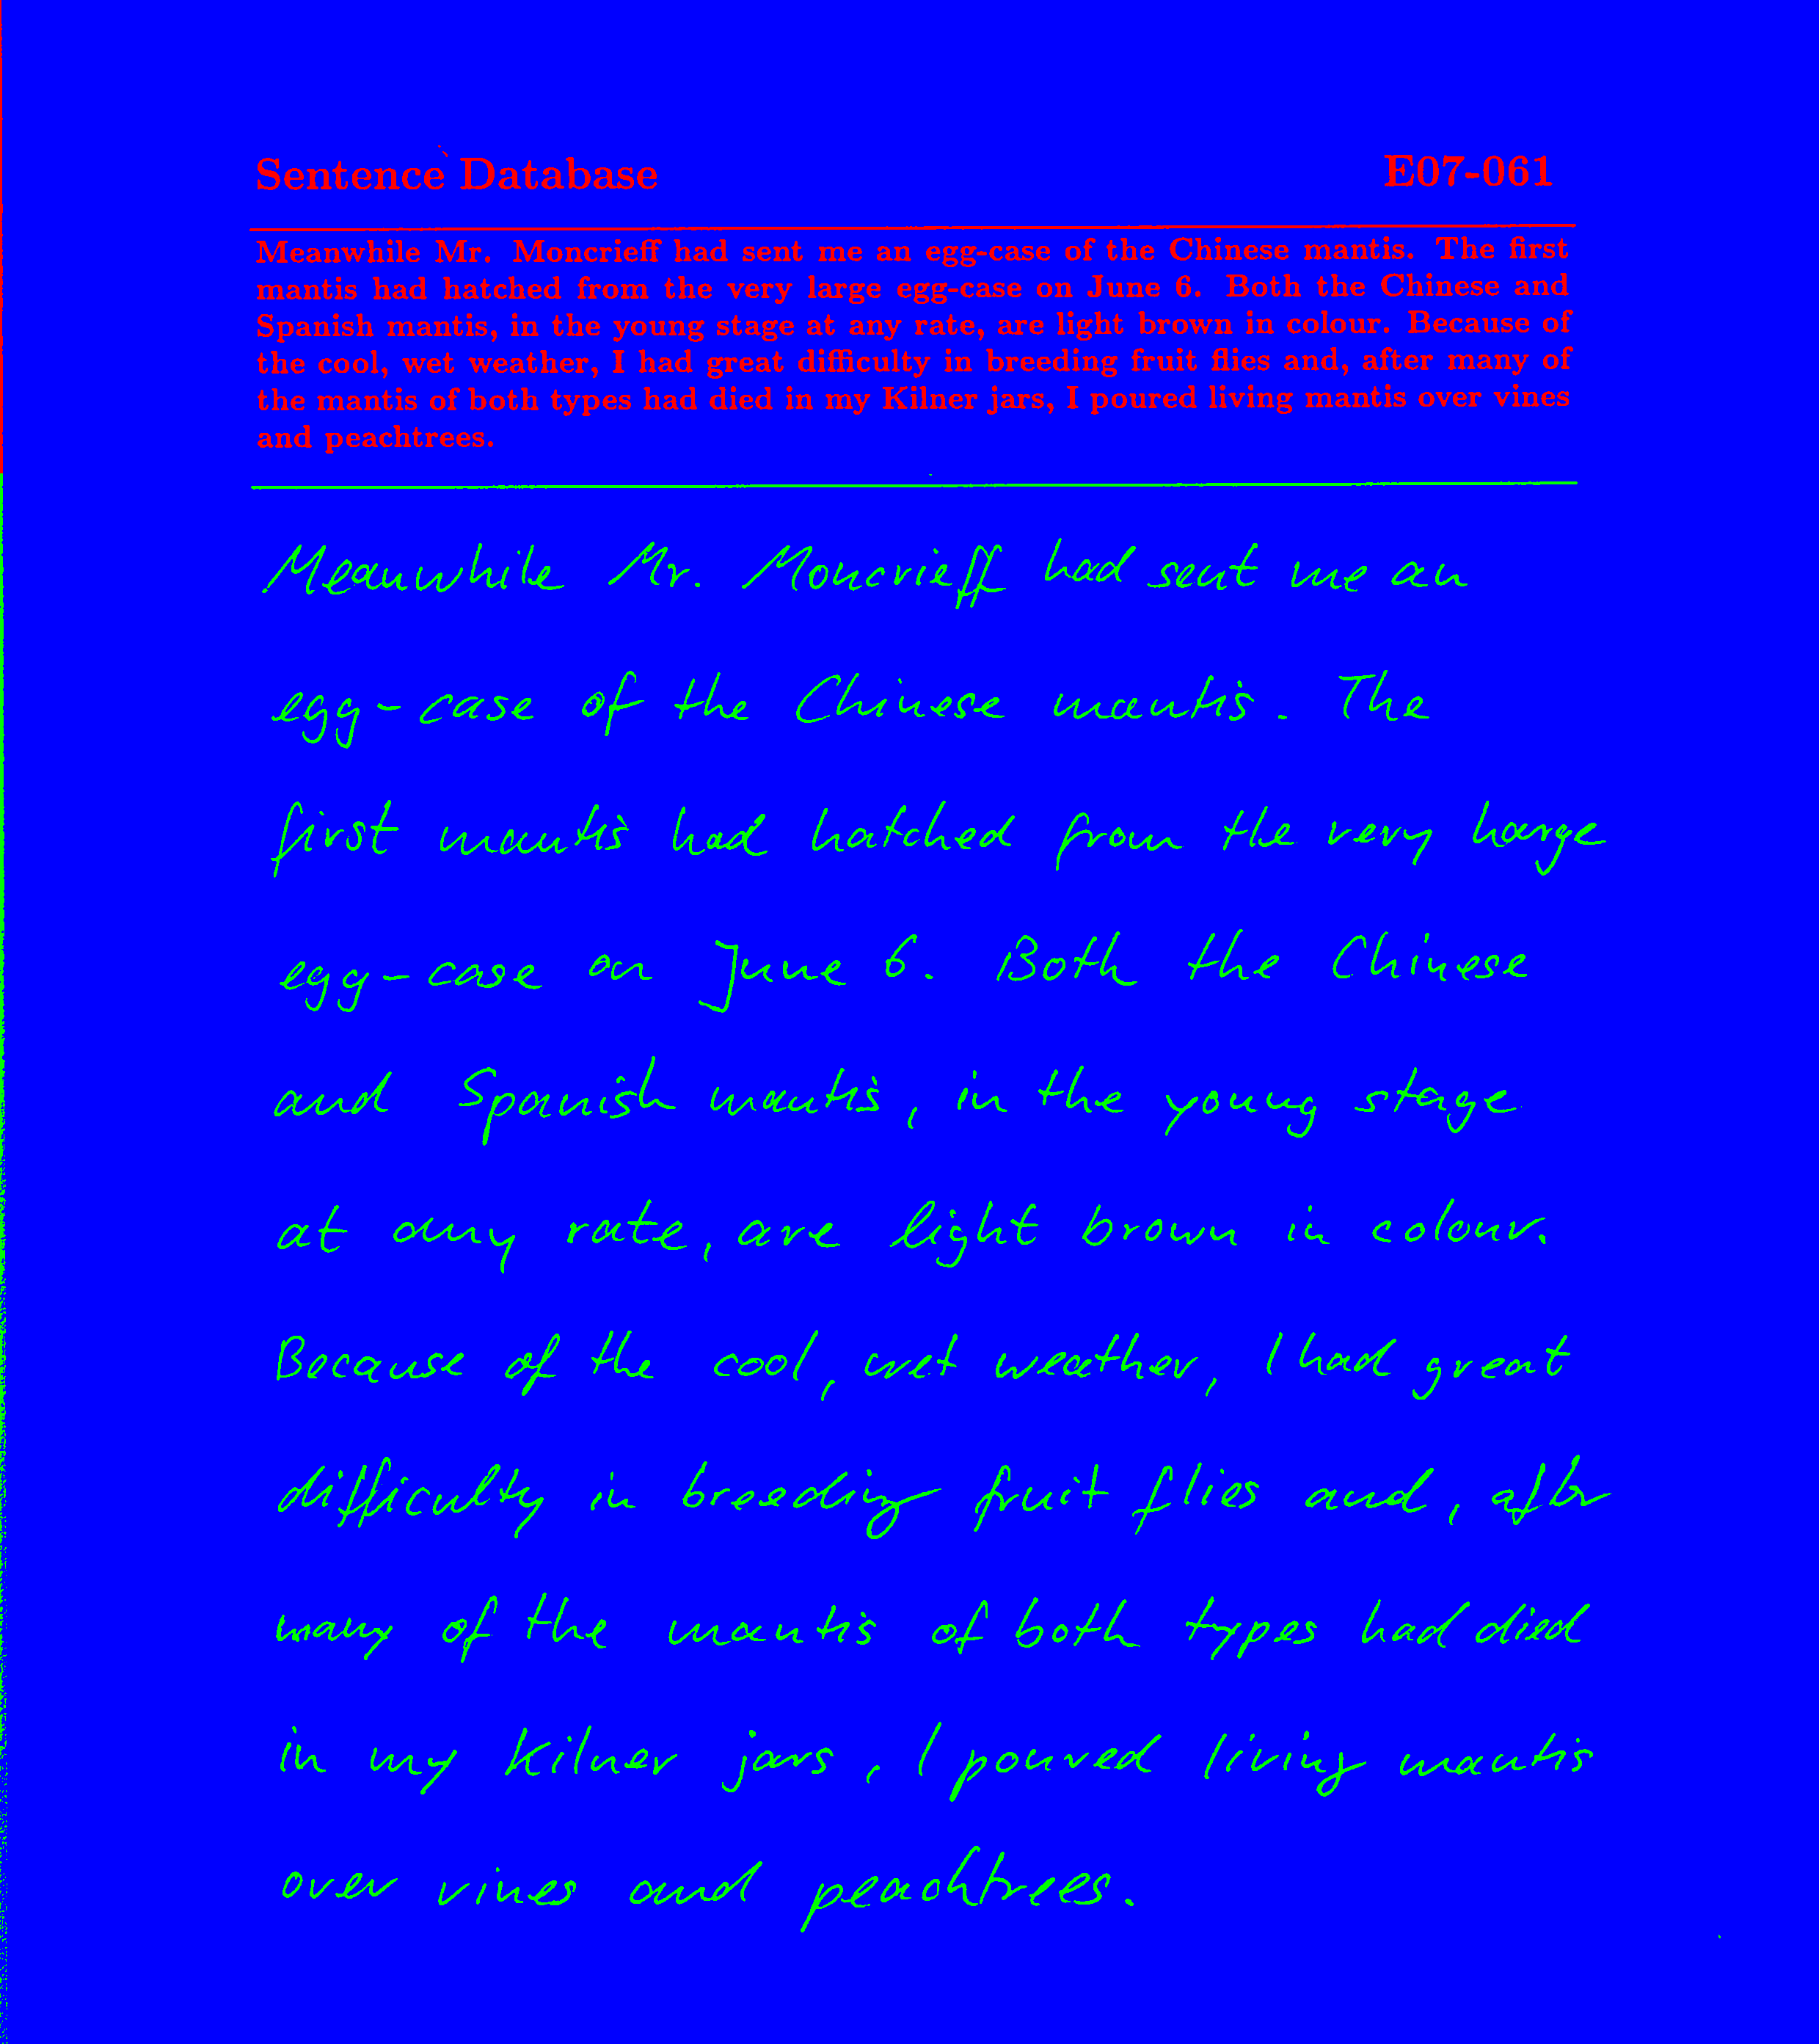 Sentence Database E07-061
Meanwhile Mr. Moncrieff had sent me an egg-case of the Chinese mantis. The first
mantis had hatched from the very large egg-case on June 6. Both the Chinese and
Spanish mantis, in the young stage at any rate, are light brown in colour. Because of
the cool, wet weather, I had great difficulty in breeding fruit flies and, after many of
the mantis of both types had died in my Kilner jars, I poured living mantis over vines
and peachtrees.
Meanwhile Mr. Moncrieff had sent me an
egg-case of the Chinese mantis. The
first mantis had hatched from the very large
egg-case on June 6. Both the Chinese
and Spanish mantis, in the young stage
at any rate, are light brown in colour.
Because of the cool, wet weather, I had great
difficulty in breeding fruit flies and, after
many of the mantis of both types had died
in my Kilner jars, I poured living mantis
over vines and peachtrees.